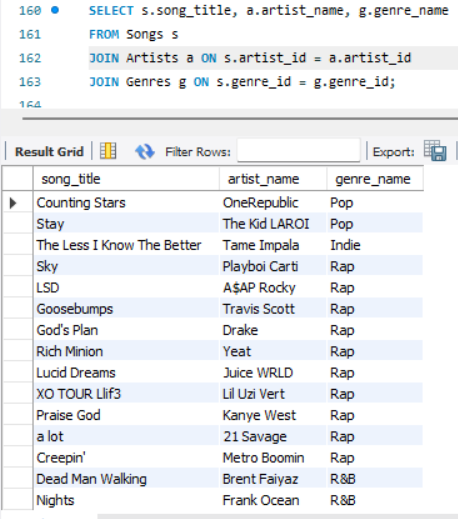 160 SELECT s.song_title, a.artist_name, g.genre_name
161 FROM Songs s
162 JOIN Artists a ON s.artist_id = a.artist_id
163 JOIN Genres g ON s.genre_id = g.genre_id;
164
Result Grid Filter Rows: Export:
song_title artist_name genre_name
Counting Stars OneRepublic Pop
Stay The Kid LAROI Pop
The Less I Know The Better Tame Impala Indie
Sky Playboi Carti Rap
LSD A$AP Rocky Rap
Goosebumps Travis Scott Rap
God's Plan Drake Rap
Rich Minion Yeat Rap
Lucid Dreams Juice WRLD Rap
XO TOUR Llif3 Lil Uzi Vert Rap
Praise God Kanye West Rap
a lot 21 Savage Rap
Creepin' Metro Boomin Rap
Dead Man Walking Brent Faiyaz R&B
Nights Frank Ocean R&B